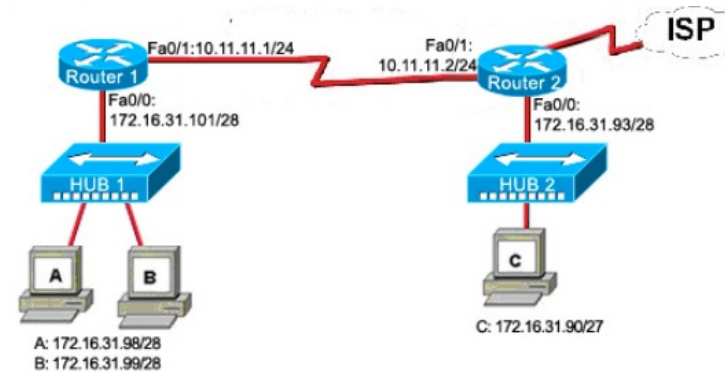 ISP
Fa0/1:10.11.11.1/24
Fa0/1:
10.11.11.2/24
Router 1
Router 2
Fa0/0:
172.16.31.101/28
Fa0/0:
172.16.31.93/28
HUB 1
HUB 2
A
B
C
A: 172.16.31.98/28
B: 172.16.31.99/28
C: 172.16.31.90/27